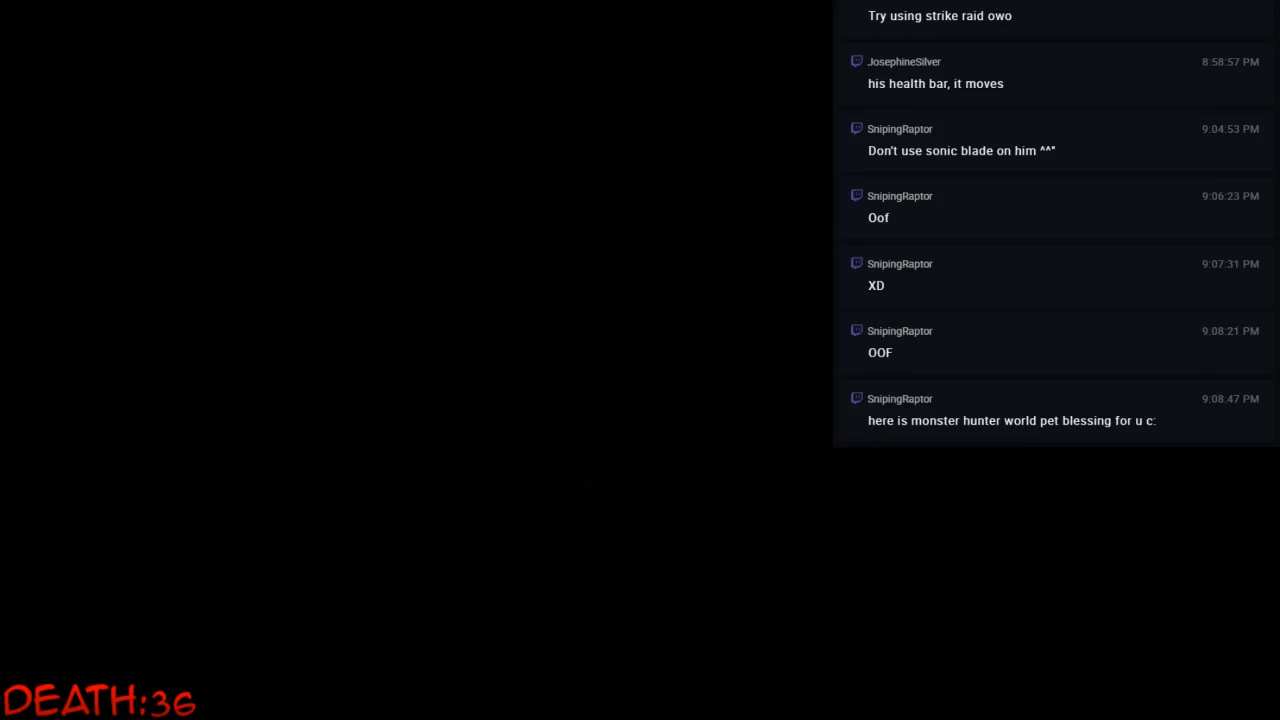 Try using strike raid owo
JosephineSilver 8:58:57 PM
his health bar, it moves
SnipingRaptor 9:04:53 PM
Don't use sonic blade on him ^^"
SnipingRaptor 9:06:23 PM
Oof
SnipingRaptor 9:07:31 PM
XD
SnipingRaptor 9:08:21 PM
OOF
SnipingRaptor 9:08:47 PM
here is monster hunter world pet blessing for u c:
DEATH:36